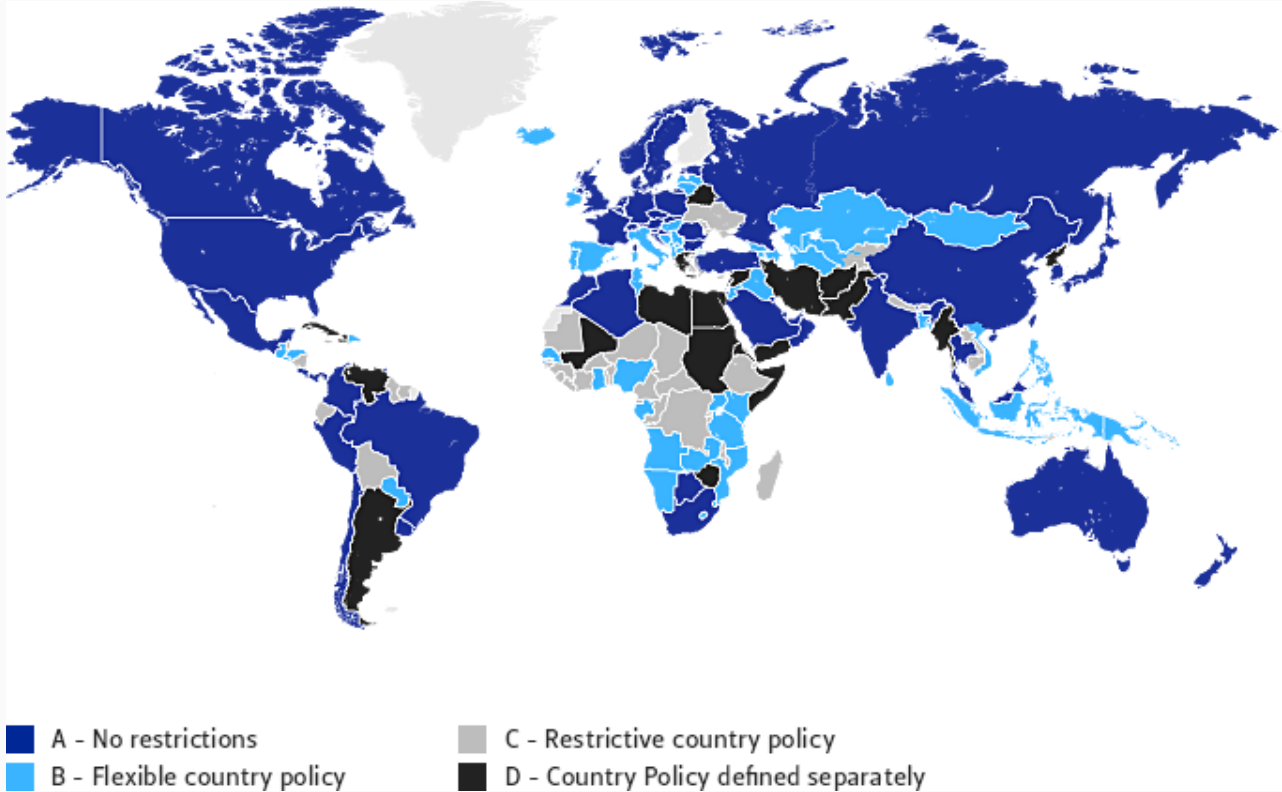 A - No restrictions
C - Restrictive country policy
B - Flexible country policy
D - Country Policy defined separately